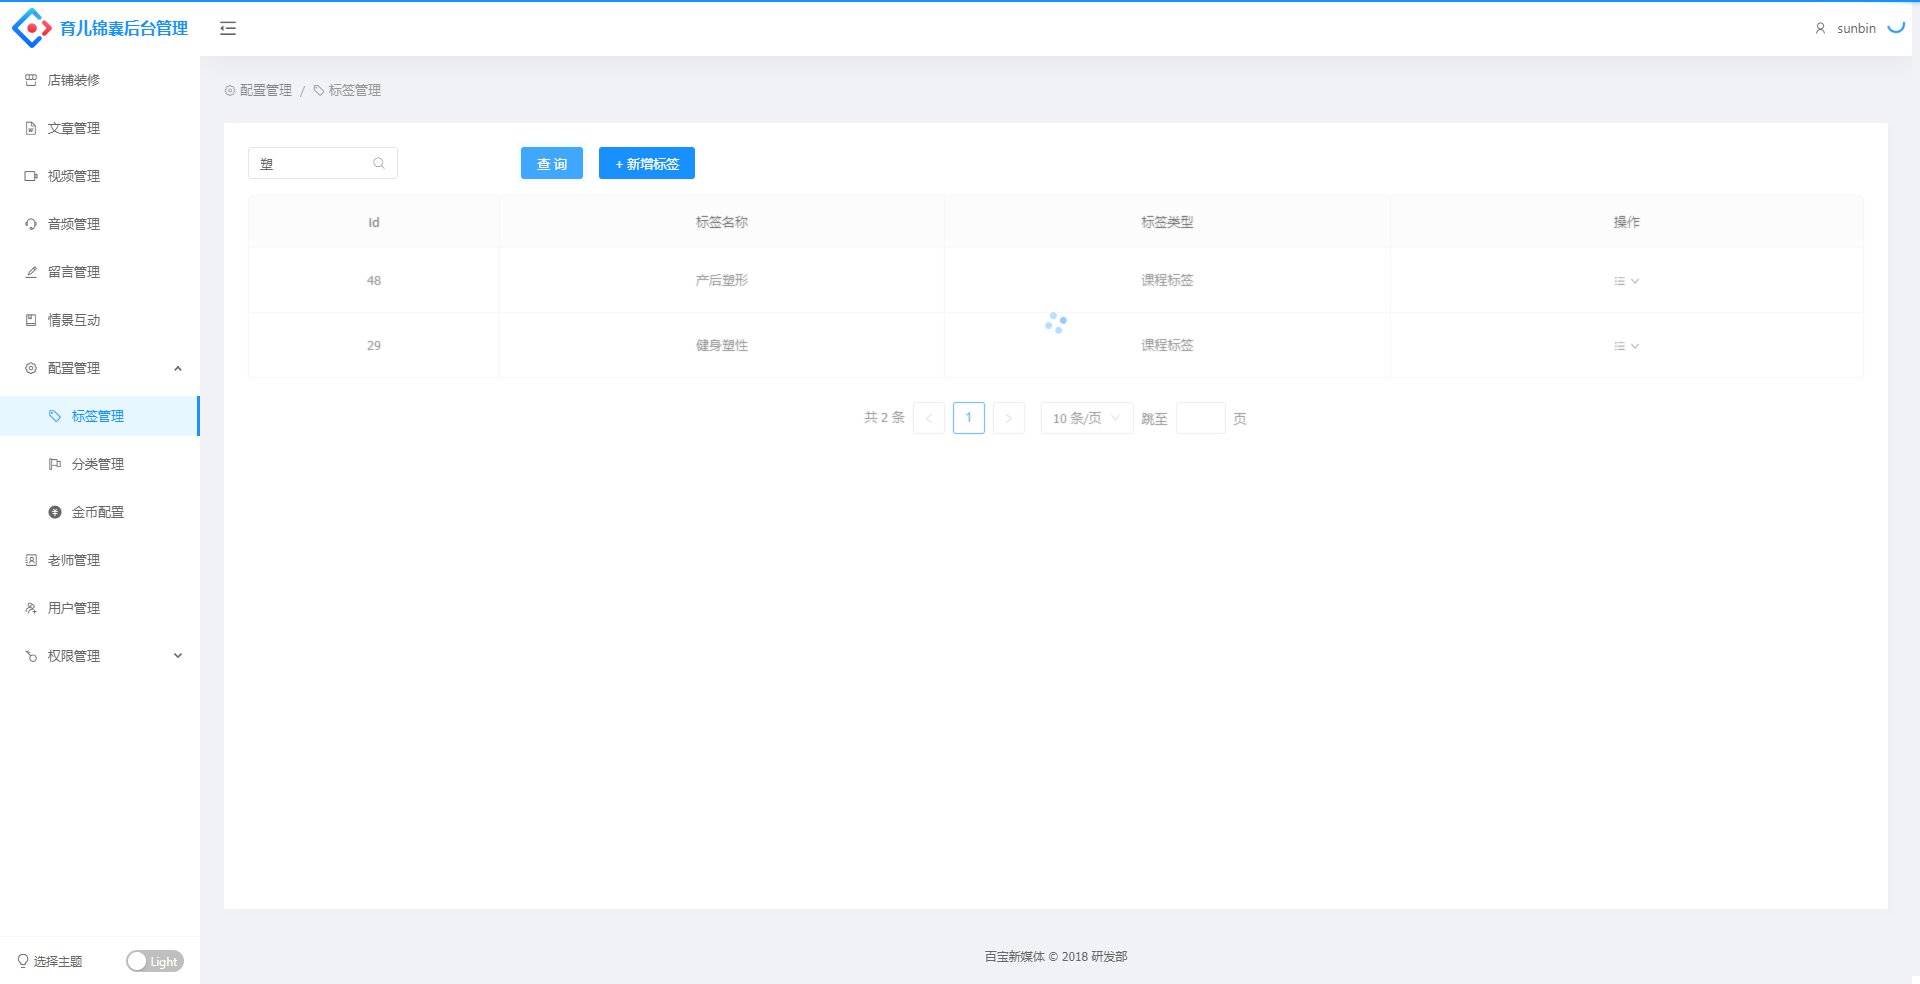 育儿锦囊后台管理
sunbin
店铺装修
文章管理
视频管理
音频管理
留言管理
情景互动
配置管理
标签管理
分类管理
金币配置
老师管理
用户管理
权限管理
选择主题 Light
配置管理 / 标签管理
塑 查 询 + 新增标签
Id 标签名称 标签类型 操作
48 产后塑形 课程标签
29 健身塑性 课程标签
共 2 条 < 1 > 10 条/页 跳至 页
百宝新媒体 © 2018 研发部